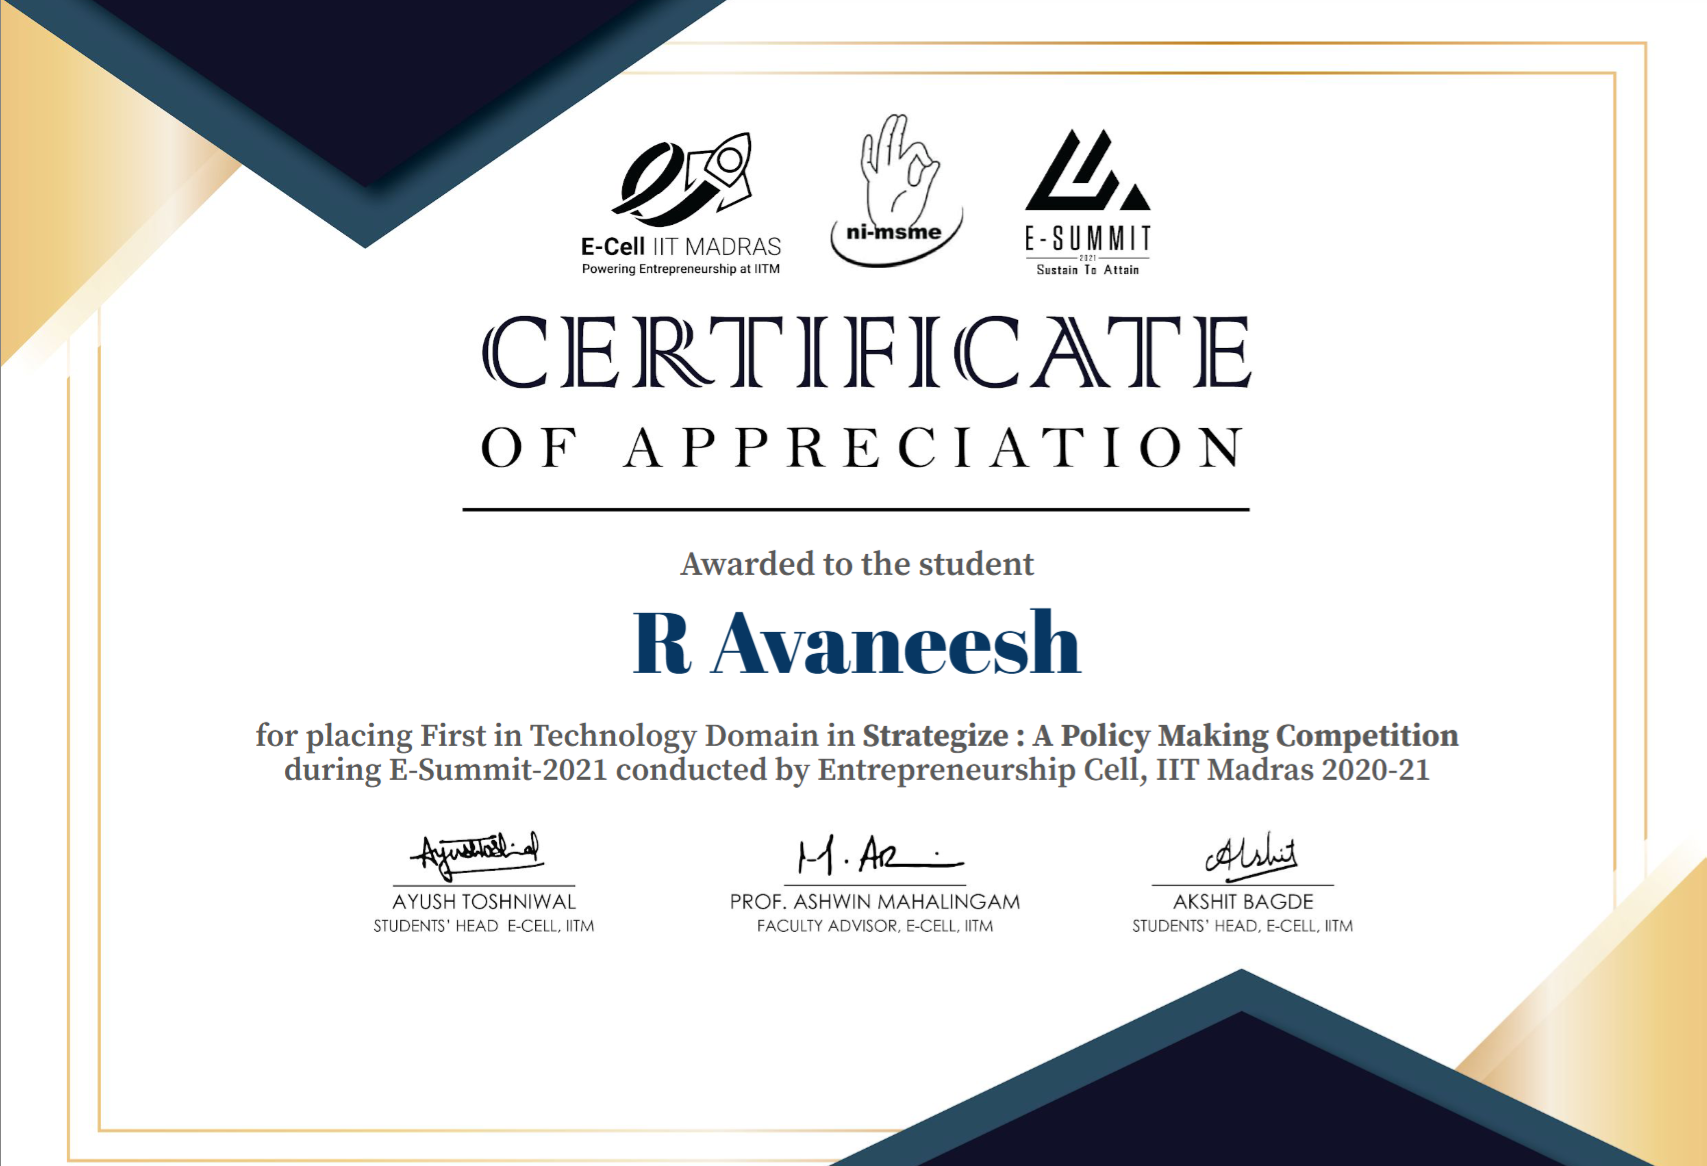 E-Cell IIT MADRAS
Powering Entrepreneurship at IITM
ni-msme
E-SUMMIT
2021
Sustain To Attain
CERTIFICATE
OF APPRECIATION
Awarded to the student
R Avaneesh
for placing First in Technology Domain in Strategize : A Policy Making Competition
during E-Summit-2021 conducted by Entrepreneurship Cell, IIT Madras 2020-21
AyushToshniwal
M. A
Akshit
AYUSH TOSHNIWAL
PROF. ASHWIN MAHALINGAM
AKSHIT BAGDE
STUDENTS' HEAD E-CELL, IITM
FACULTY ADVISOR, E-CELL, IITM
STUDENTS' HEAD, E-CELL, IITM